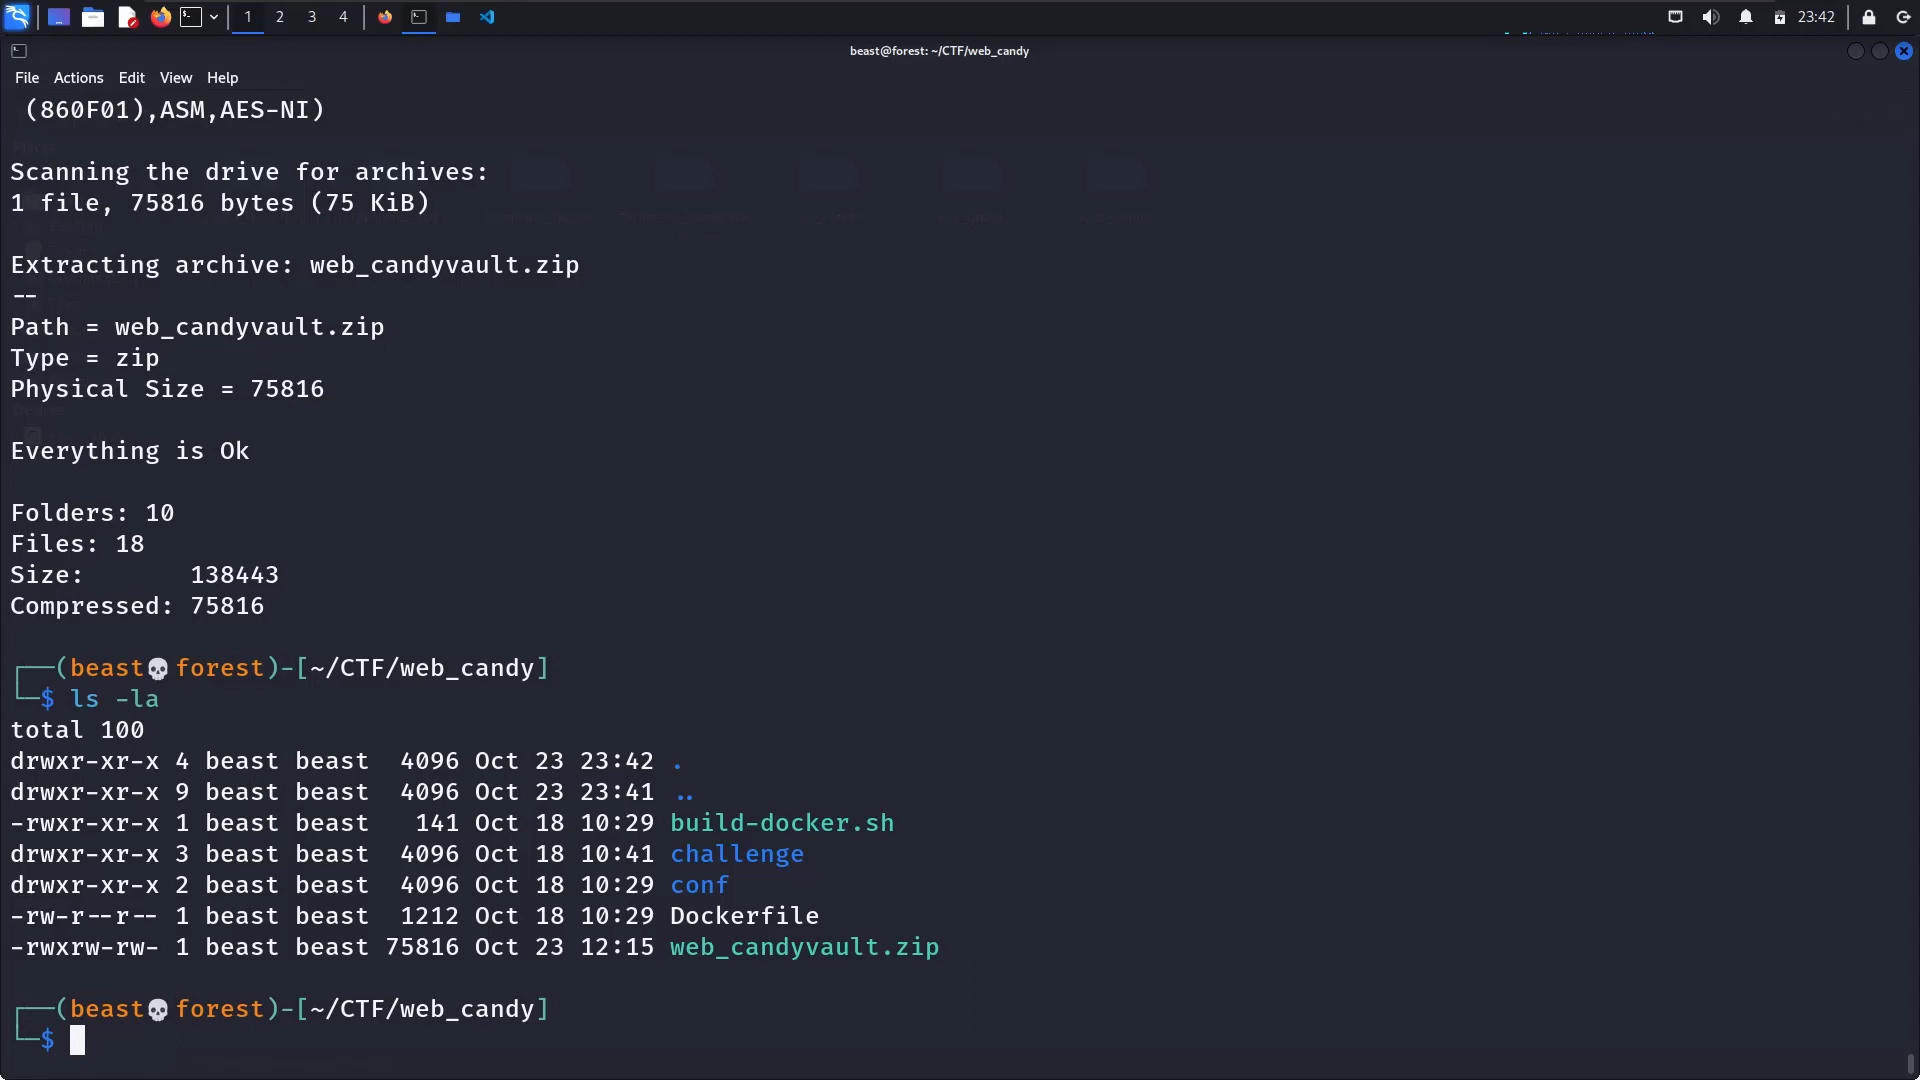 1 2 3 4 23:42
beast@forest: ~/CTF/web_candy
File Actions Edit View Help
(860F01),ASM,AES-NI)
Scanning the drive for archives:
1 file, 75816 bytes (75 KiB)
Extracting archive: web_candyvault.zip
--
Path = web_candyvault.zip
Type = zip
Physical Size = 75816
Everything is Ok
Folders: 10
Files: 18
Size:       138443
Compressed: 75816
┌──(beast💀forest)-[~/CTF/web_candy]
└─$ ls -la
total 100
drwxr-xr-x 4 beast beast  4096 Oct 23 23:42 .
drwxr-xr-x 9 beast beast  4096 Oct 23 23:41 ..
-rwxr-xr-x 1 beast beast   141 Oct 18 10:29 build-docker.sh
drwxr-xr-x 3 beast beast  4096 Oct 18 10:41 challenge
drwxr-xr-x 2 beast beast  4096 Oct 18 10:29 conf
-rw-r--r-- 1 beast beast  1212 Oct 18 10:29 Dockerfile
-rwxrw-rw- 1 beast beast 75816 Oct 23 12:15 web_candyvault.zip
┌──(beast💀forest)-[~/CTF/web_candy]
└─$